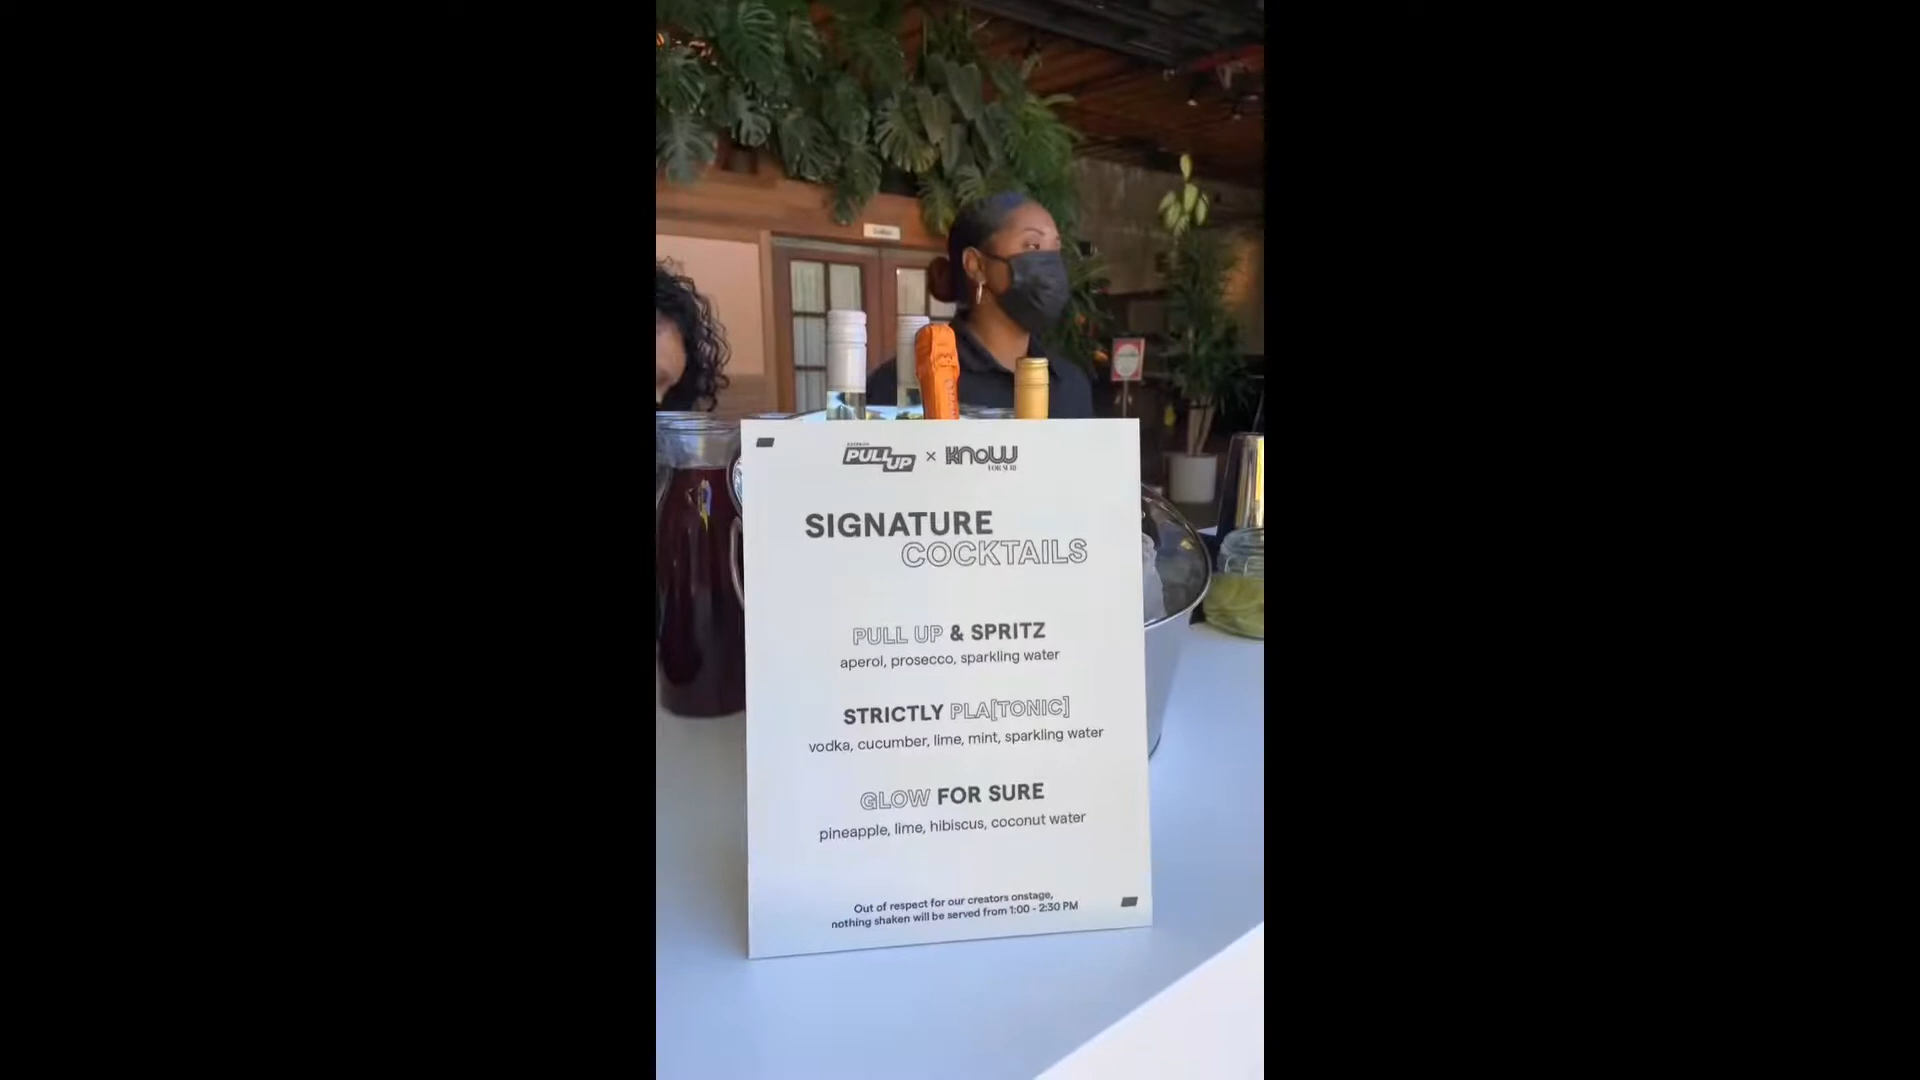 PULL UP × KNOW
FOR SURE
SIGNATURE
COCKTAILS
PULL UP & SPRITZ
aperol, prosecco, sparkling water
STRICTLY PLA[TONIC]
vodka, cucumber, lime, mint, sparkling water
GLOW FOR SURE
pineapple, lime, hibiscus, coconut water
Out of respect for our creators onstage,
nothing shaken will be served from 1:00 - 2:30 PM